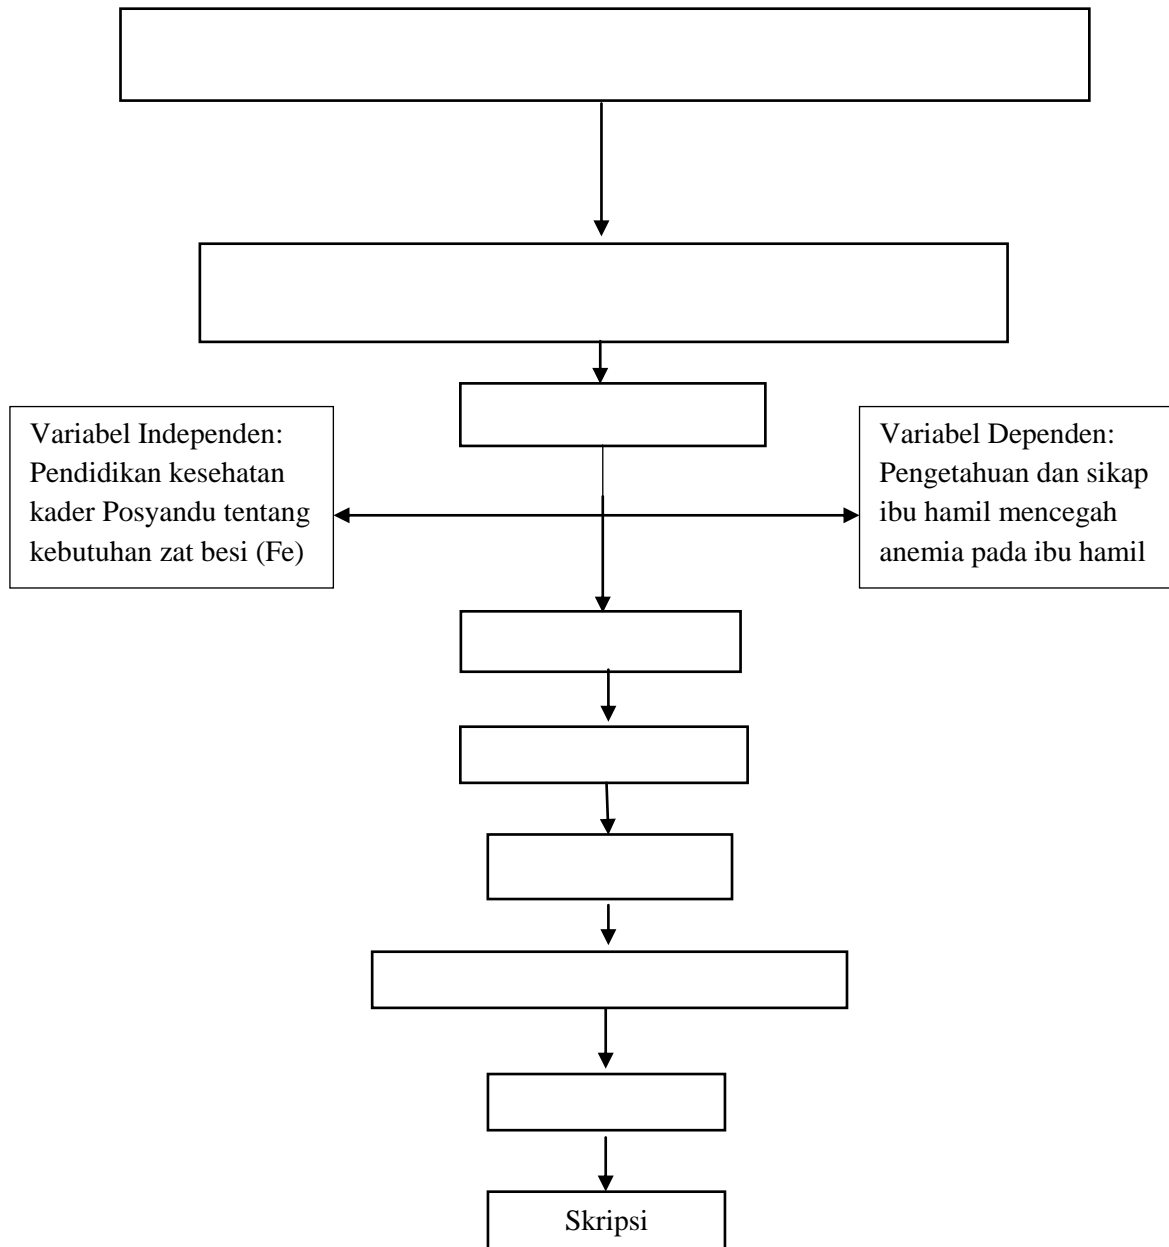 Variabel Independen:
Pendidikan kesehatan
kader Posyandu tentang
kebutuhan zat besi (Fe)
Variabel Dependen:
Pengetahuan dan sikap
ibu hamil mencegah
anemia pada ibu hamil
Skripsi